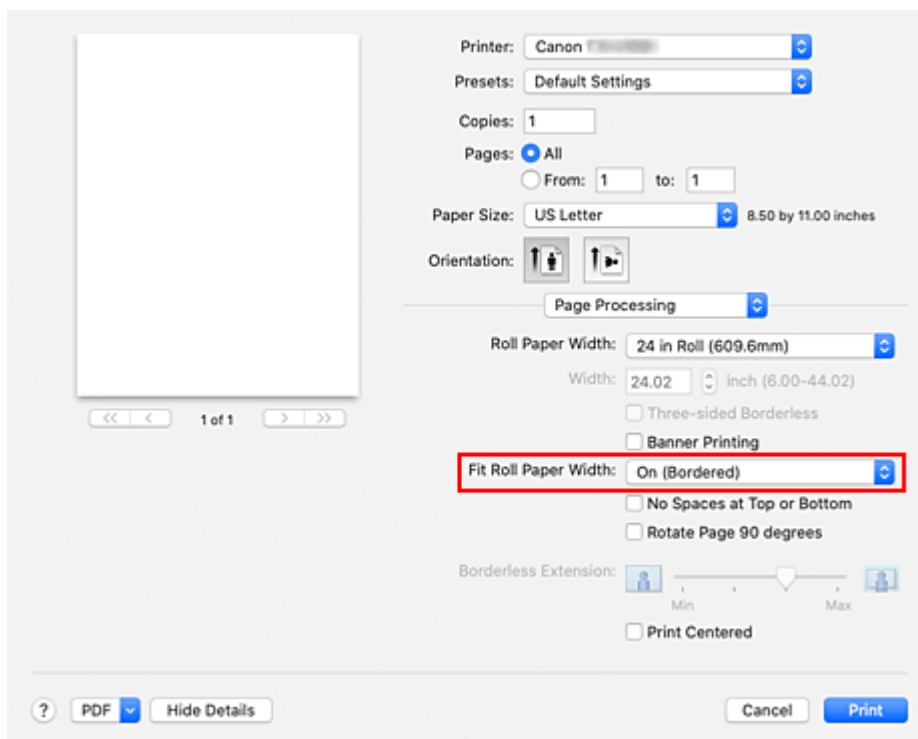 Printer: Canon
Presets: Default Settings
Copies: 1
Pages: All
From: 1 to: 1
Paper Size: US Letter 8.50 by 11.00 inches
Orientation:
Page Processing
Roll Paper Width: 24 in Roll (609.6mm)
Width: 24.02 inch (6.00-44.02)
Three-sided Borderless
<< < 1 of 1 > >>
Banner Printing
Fit Roll Paper Width: On (Bordered)
No Spaces at Top or Bottom
Rotate Page 90 degrees
Borderless Extension:
Min Max
Print Centered
? PDF Hide Details Cancel Print